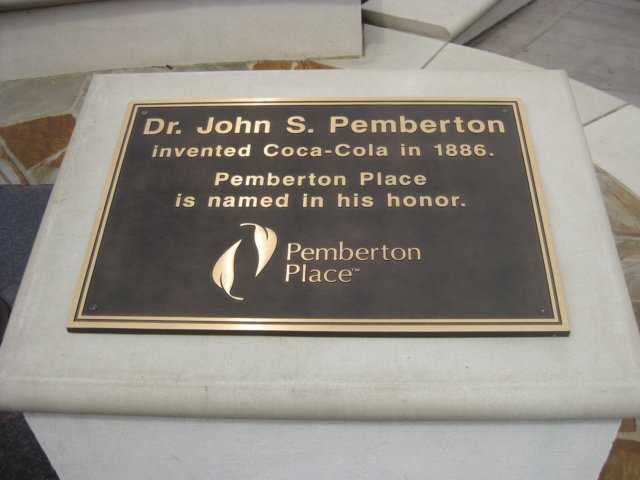 Dr. John S. Pemberton
invented Coca-Cola in 1886.
Pemberton Place
is named in his honor.
Pemberton
Place™